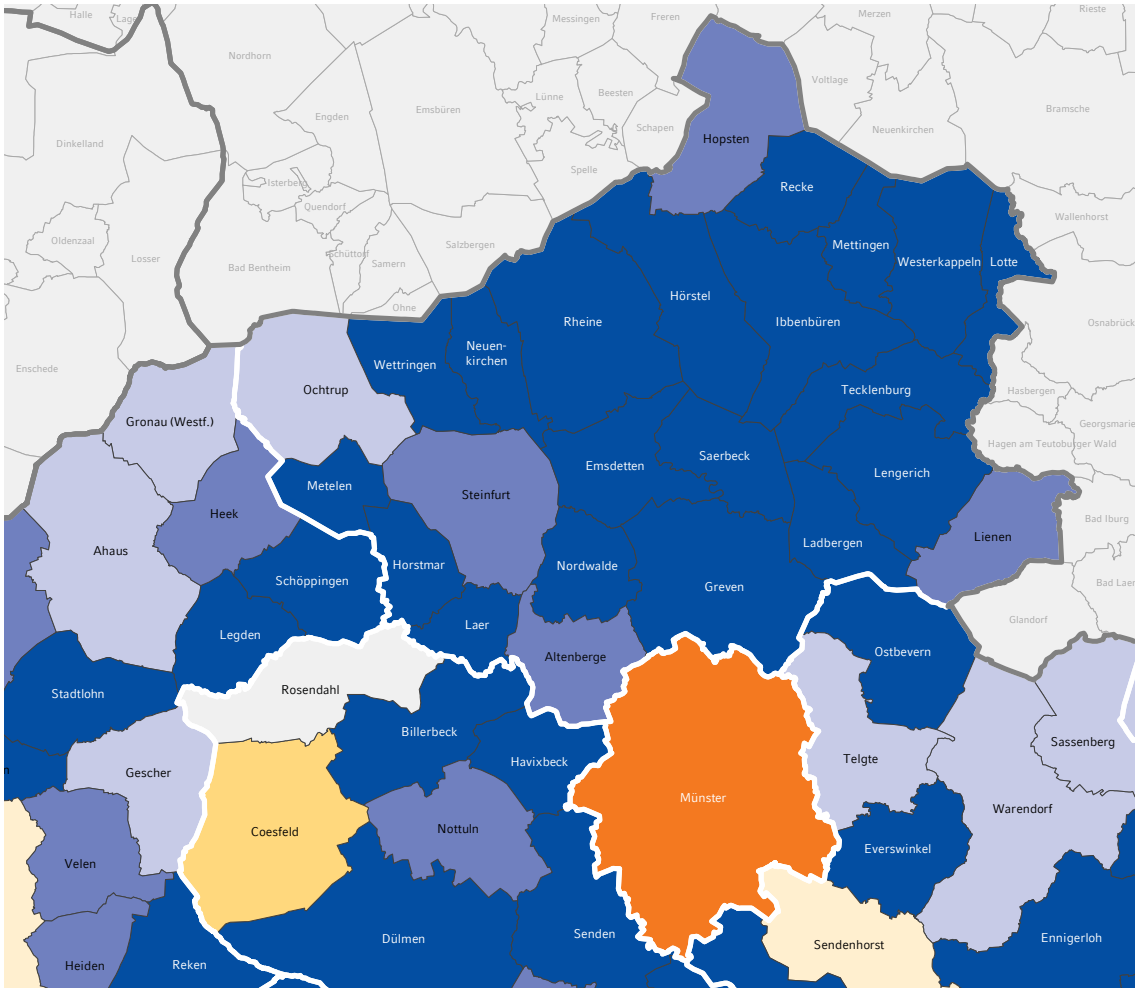 Halle
Lage
Messingen
Freren
Merzen
Rieste
Nordhorn
Voltlage
Lünne
Beesten
Emsbüren
Bramsche
Engden
Schapen
Neuenkirchen
Dinkelland
Hopsten
Spelle
Isterberg
Recke
Quendorf
Wallenhorst
Oldenzaal
Salzbergen
Mettingen
Losser
Schüttorf
Samern
Westerkappeln
Lotte
Bad Bentheim
Hörstel
Ohne
Rheine
Ibbenbüren
Osnabrück
Neuen-
kirchen
Wettringen
Enschede
Ochtrup
Tecklenburg
Hasbergen
Gronau (Westf.)
Georgsmarie
Hagen am Teutoburger Wald
Saerbeck
Emsdetten
Lengerich
Metelen
Steinfurt
Heek
Bad Iburg
Lienen
Ladbergen
Ahaus
Horstmar
Nordwalde
Schöppingen
Bad Laer
Greven
Glandorf
Laer
Legden
Ostbevern
Altenberge
Rosendahl
Stadtlohn
Billerbeck
Sassenberg
Telgte
Havixbeck
n
Gescher
Münster
Warendorf
Nottuln
Coesfeld
Everswinkel
Velen
Senden
Dülmen
Ennigerloh
Sendenhorst
Heiden
Reken